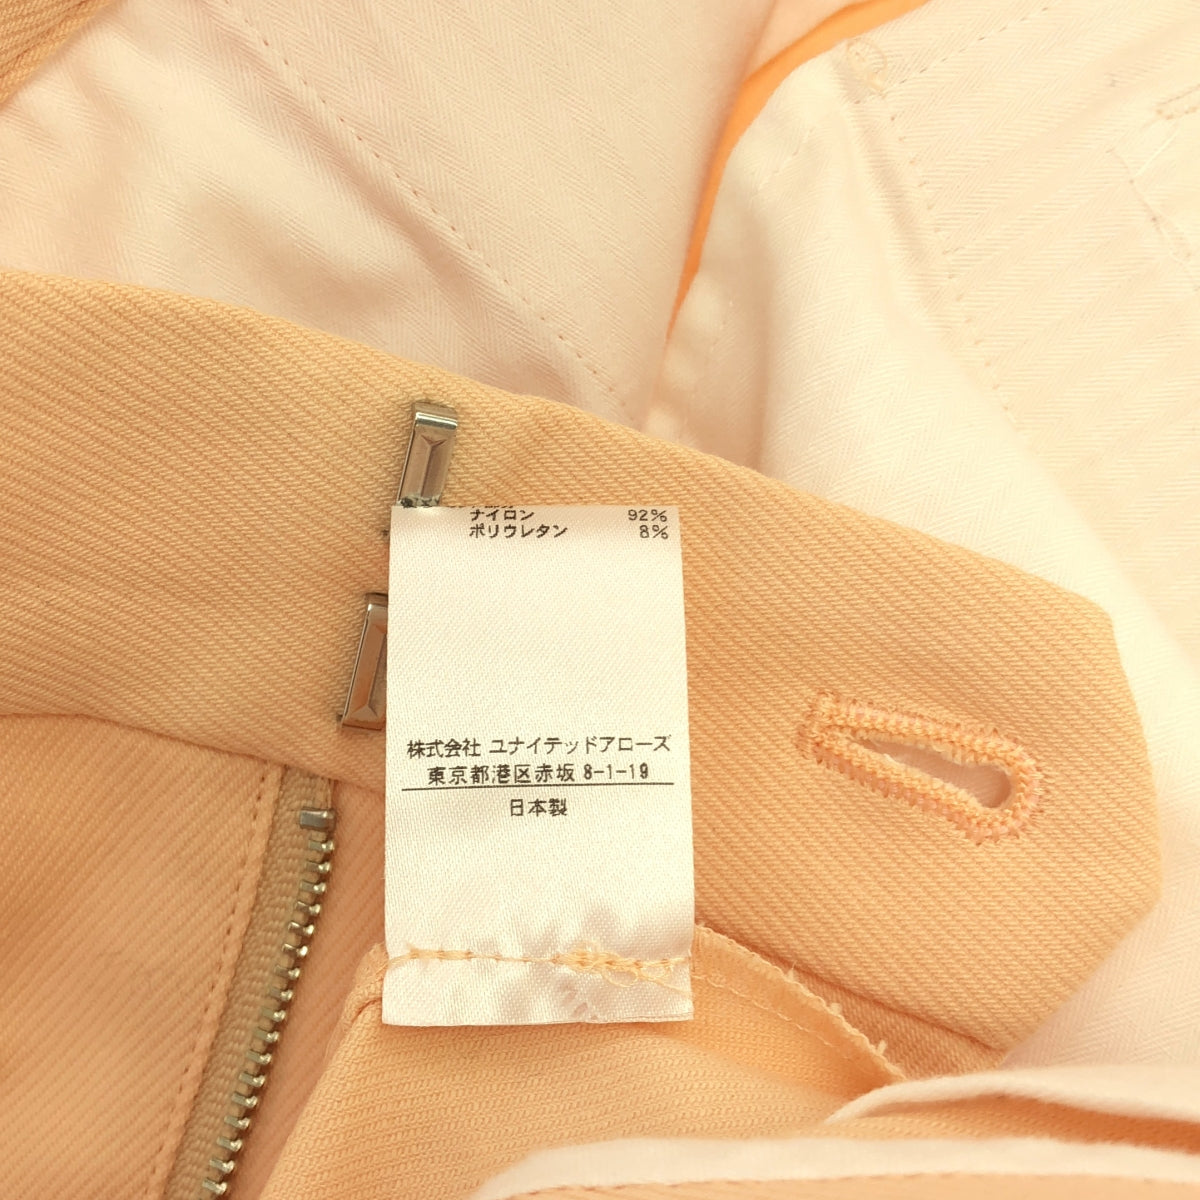 ナイロン 92%
ポリウレタン 8%
株式会社 ユナイテッドアローズ
東京都港区赤坂 8-1-19
日本製